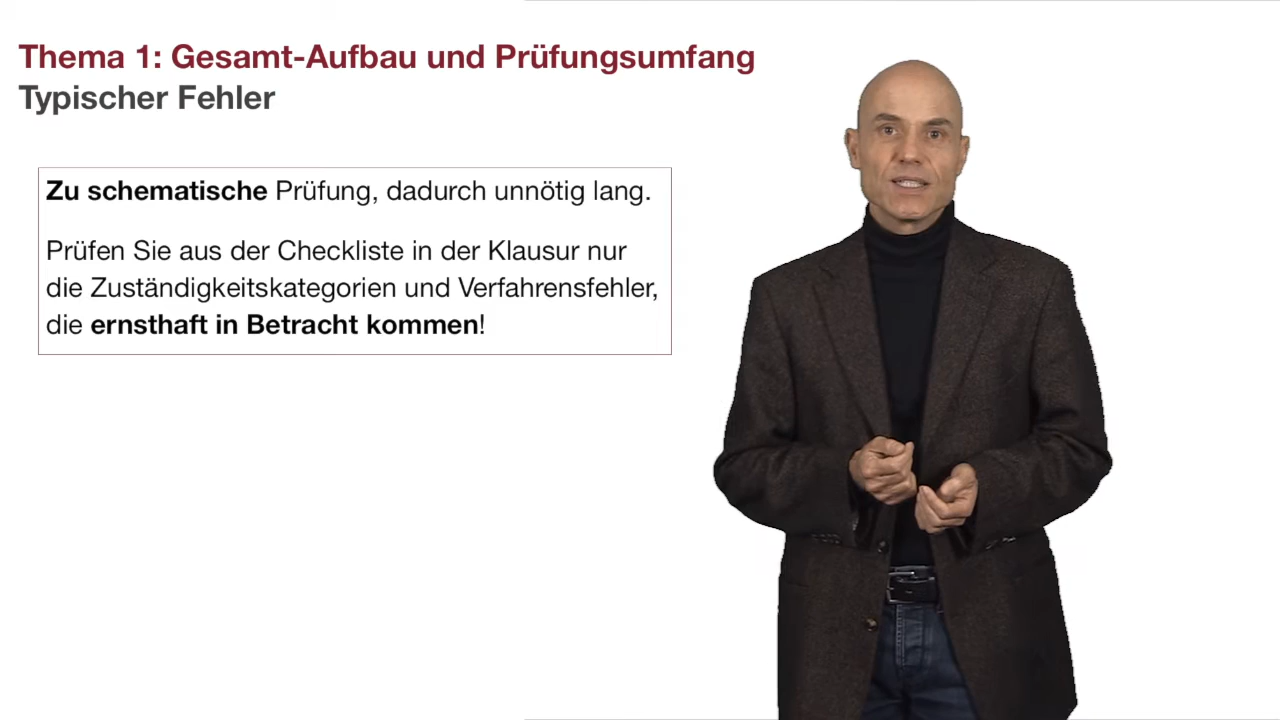 Thema 1: Gesamt-Aufbau und Prüfungsumfang
Typischer Fehler
Zu schematische Prüfung, dadurch unnötig lang.
Prüfen Sie aus der Checkliste in der Klausur nur
die Zuständigkeitskategorien und Verfahrensfehler,
die ernsthaft in Betracht kommen!